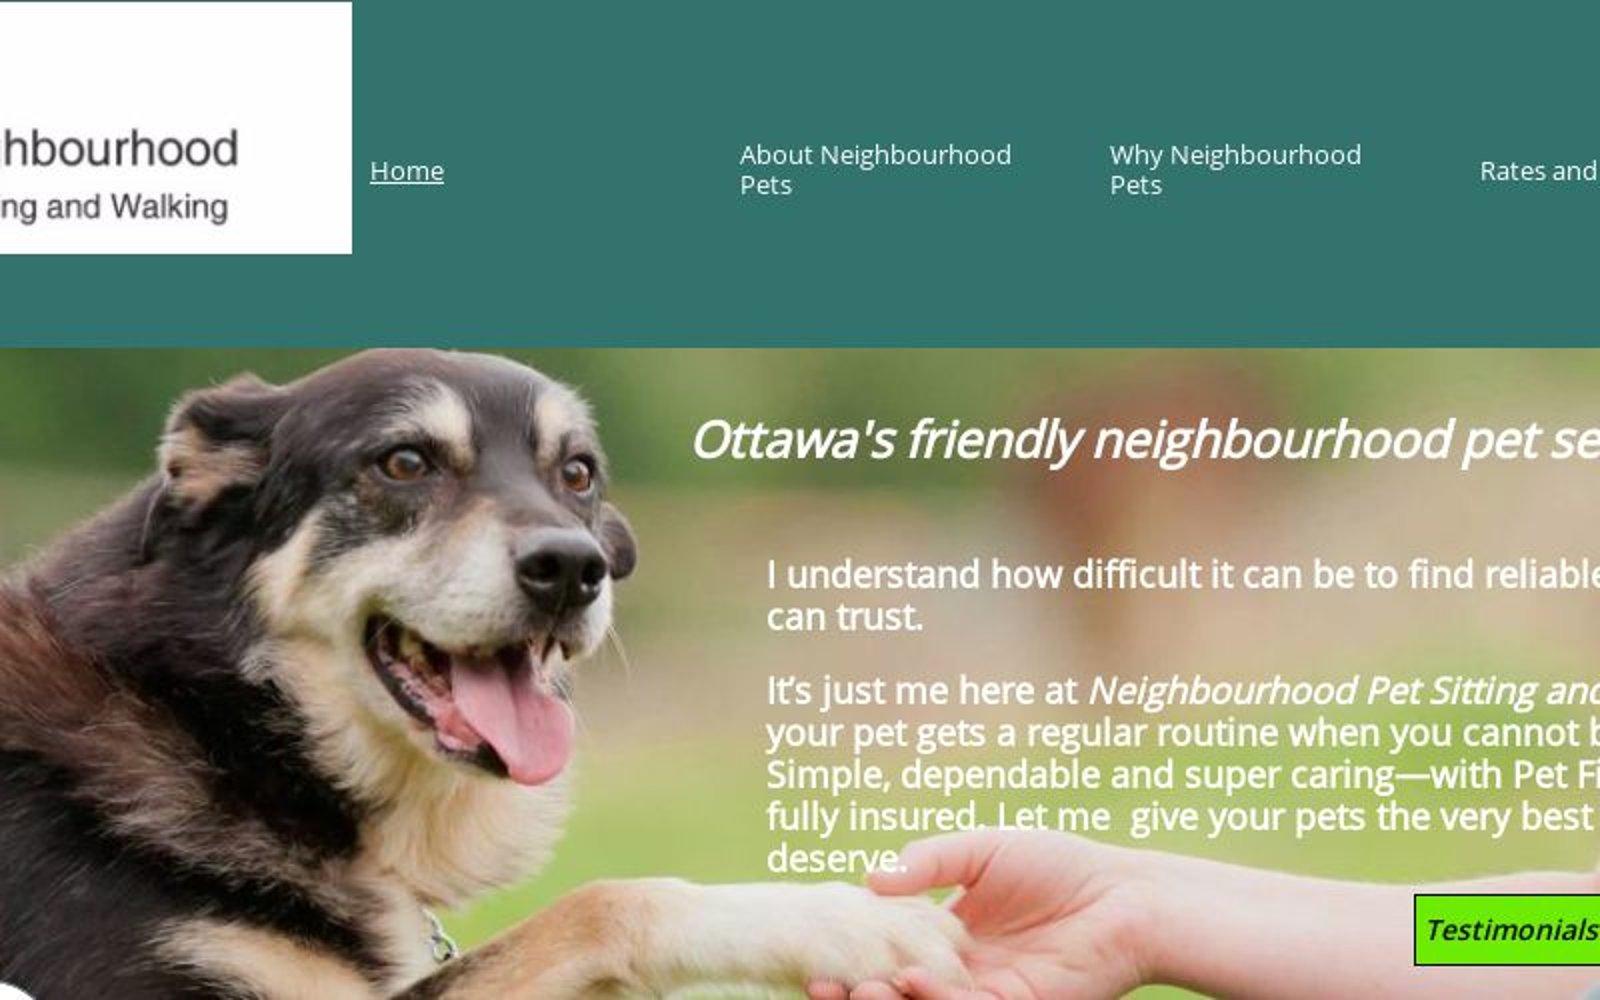 ghbourhood
ing and Walking
Home
About Neighbourhood
Pets
Why Neighbourhood
Pets
Rates and
Ottawa's friendly neighbourhood pet se
I understand how difficult it can be to find reliable
can trust.
It’s just me here at Neighbourhood Pet Sitting and
your pet gets a regular routine when you cannot b
Simple, dependable and super caring—with Pet Fi
fully insured. Let me give your pets the very best
deserve.
Testimonials